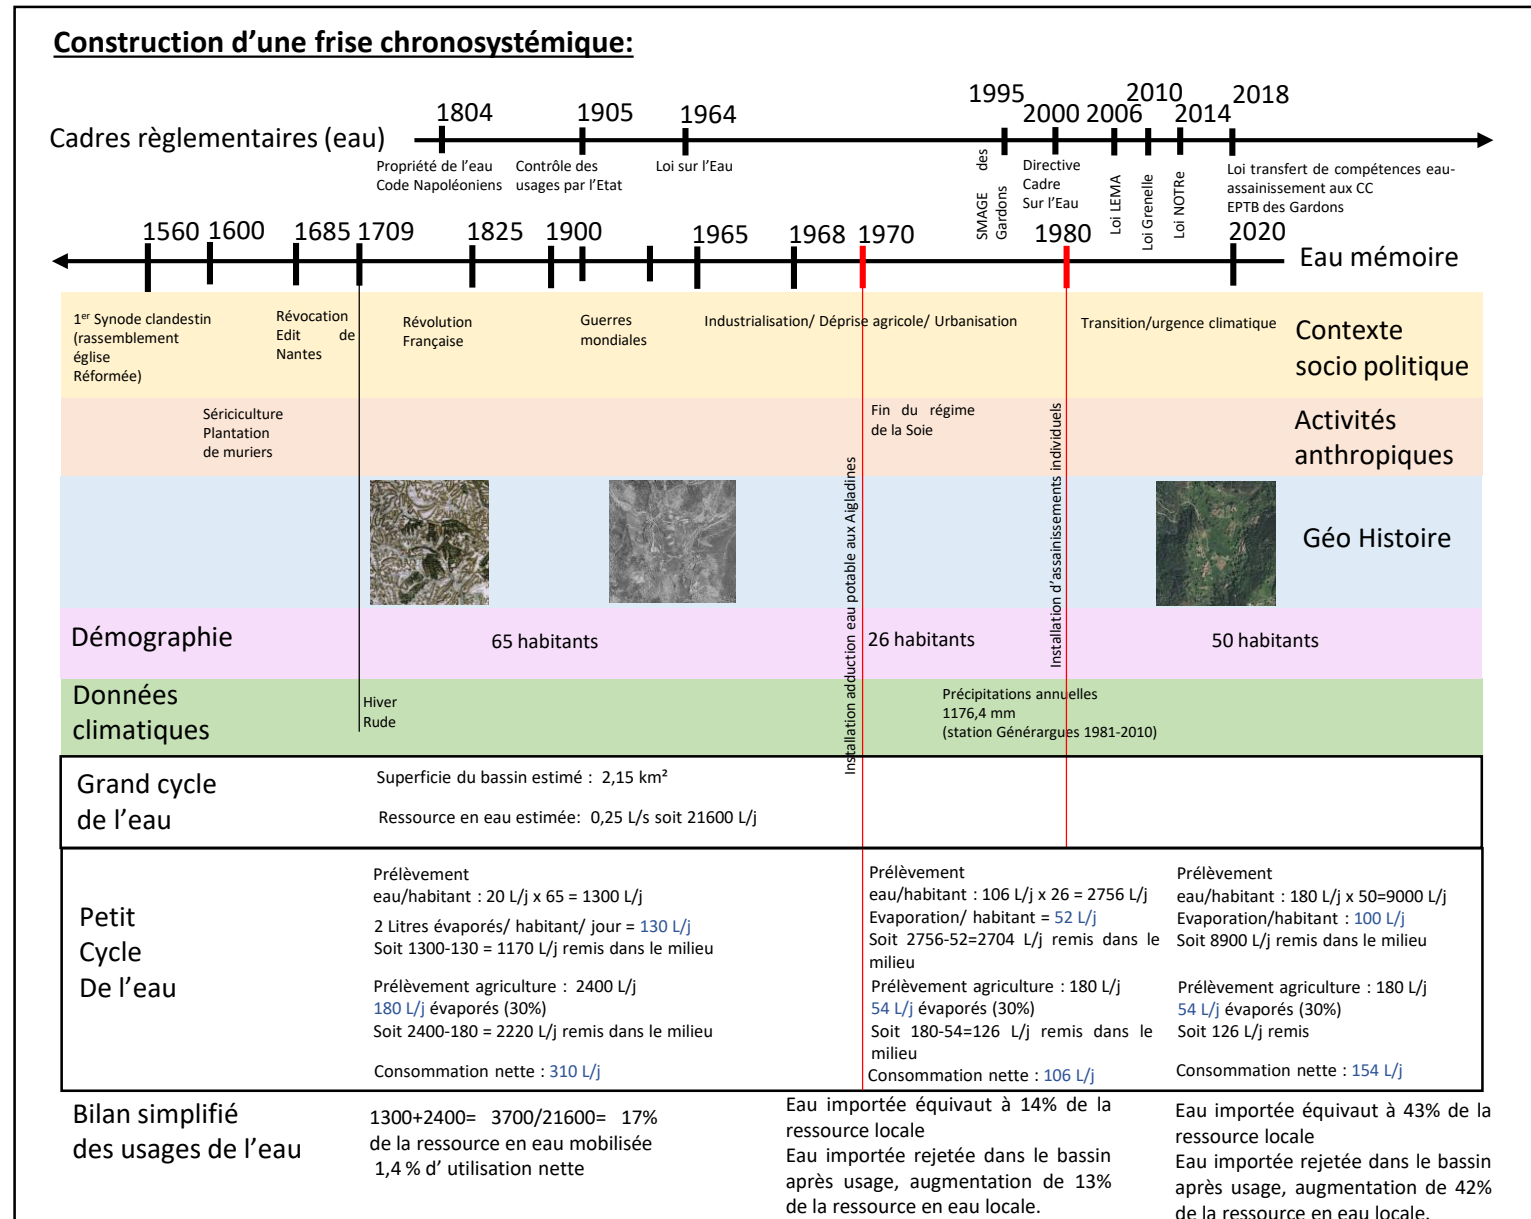 Construction d'une frise chronosystémique:
Cadres règlementaires (eau)
1804
1905
1964
1995
2000
2006
2010
2014
2018
Propriété de l'eau
Code Napoléoniens
Contrôle des
usages par l'Etat
Loi sur l'Eau
SMAGE des
Gardons
Directive
Cadre
Sur l'Eau
Loi LEMA
Loi Grenelle
Loi NOTRe
Loi transfert de compétences eau-
assainissement aux CC
EPTB des Gardons
1560
1600
1685
1709
1825
1900
1965
1968
1970
1980
2020
Eau mémoire
1er Synode clandestin
(rassemblement
église
Réformée)
Révocation
Edit de
Nantes
Révolution
Française
Guerres
mondiales
Industrialisation/ Déprise agricole/ Urbanisation
Transition/urgence climatique
Contexte
socio politique
Sériciculture
Plantation
de muriers
Fin du régime
de la Soie
Activités
anthropiques
Installation adduction eau potable aux Aigladines
Installation d'assainissements individuels
Géo Histoire
Démographie
65 habitants
26 habitants
50 habitants
Données
climatiques
Hiver
Rude
Précipitations annuelles
1176,4 mm
(station Générargues 1981-2010)
Grand cycle
de l'eau
Superficie du bassin estimé : 2,15 km²
Ressource en eau estimée: 0,25 L/s soit 21600 L/j
Petit
Cycle
De l'eau
Prélèvement
eau/habitant : 20 L/j x 65 = 1300 L/j
2 Litres évaporés/ habitant/ jour = 130 L/j
Soit 1300-130 = 1170 L/j remis dans le milieu
Prélèvement agriculture : 2400 L/j
180 L/j évaporés (30%)
Soit 2400-180 = 2220 L/j remis dans le milieu
Consommation nette : 310 L/j
Prélèvement
eau/habitant : 106 L/j x 26 = 2756 L/j
Evaporation/ habitant = 52 L/j
Soit 2756-52=2704 L/j remis dans le
milieu
Prélèvement agriculture : 180 L/j
54 L/j évaporés (30%)
Soit 180-54=126 L/j remis dans le
milieu
Consommation nette : 106 L/j
Prélèvement
eau/habitant : 180 L/j x 50=9000 L/j
Evaporation/habitant : 100 L/j
Soit 8900 L/j remis dans le milieu
Prélèvement agriculture : 180 L/j
54 L/j évaporés (30%)
Soit 126 L/j remis
Consommation nette : 154 L/j
Bilan simplifié
des usages de l'eau
1300+2400= 3700/21600= 17%
de la ressource en eau mobilisée
1,4 % d' utilisation nette
Eau importée équivaut à 14% de la
ressource locale
Eau importée rejetée dans le bassin
après usage, augmentation de 13%
de la ressource en eau locale.
Eau importée équivaut à 43% de la
ressource locale
Eau importée rejetée dans le bassin
après usage, augmentation de 42%
de la ressource en eau locale.